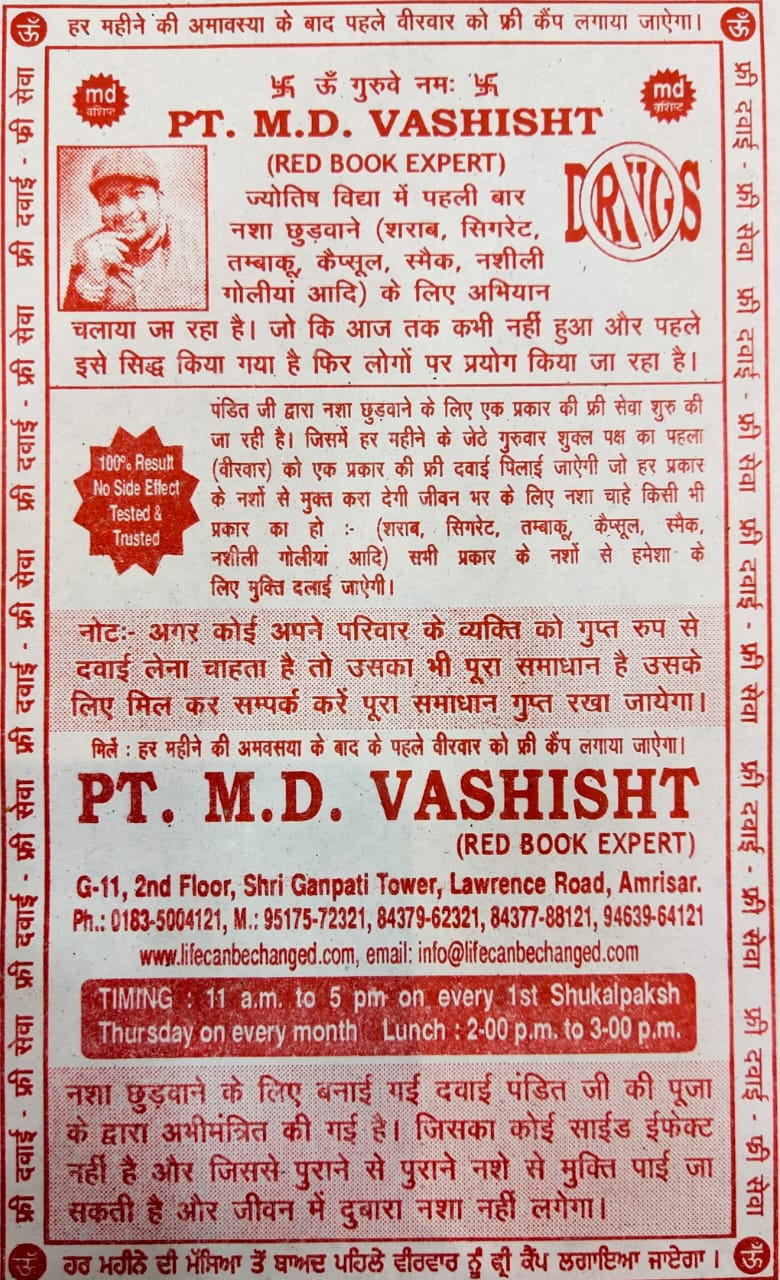 हर महीने की अमावस्या के बाद पहले वीरवार को फ्री कैंप लगाया जाऐगा।
फ्री दवाई - फ्री सेवा फ्री दवाई - फ्री सेवा फ्री दवाई - फ्री सेवा फ्री दवाई - फ्री सेवा फ्री दवाई - फ्री सेवा
卐 ऊँ गुरुवे नमः 卐
md
वशिष्ट
md
वशिष्ट
PT. M.D. VASHISHT
(RED BOOK EXPERT)
DRUGS
ज्योतिष विद्या में पहली बार
नशा छुड़वाने (शराब, सिगरेट,
तम्बाकू, कैप्सूल, स्मैक, नशीली
गोलीयां आदि) के लिए अभियान
चलाया जा रहा है। जो कि आज तक कभी नहीं हुआ और पहले
इसे सिद्ध किया गया है फिर लोगों पर प्रयोग किया जा रहा है।
100% Result
No Side Effect
Tested &
Trusted
पंडित जी द्वारा नशा छुड़वाने के लिए एक प्रकार की फ्री सेवा शुरु की
जा रही है। जिसमें हर महीने के जेठे गुरुवार शुक्ल पक्ष का पहला
(वीरवार) को एक प्रकार की फ्री दवाई पिलाई जाऐगी जो हर प्रकार
के नशों से मुक्त करा देगी जीवन भर के लिए नशा चाहे किसी भी
प्रकार का हो :- (शराब, सिगरेट, तम्बाकू, कैप्सूल, स्मैक,
नशीली गोलीयां आदि) सभी प्रकार के नशों से हमेशा के
लिए मुक्ति दलाई जाऐगी।
नोटः- अगर कोई अपने परिवार के व्यक्ति को गुप्त रुप से
दवाई लेना चाहता है तो उसका भी पूरा समाधान है उसके
लिए मिल कर सम्पर्क करें पूरा समाधान गुप्त रखा जायेगा।
मिलें : हर महीने की अमवसया के बाद के पहले वीरवार को फ्री कैंप लगाया जाऐगा।
PT. M.D. VASHISHT
(RED BOOK EXPERT)
G-11, 2nd Floor, Shri Ganpati Tower, Lawrence Road, Amrisar.
Ph.: 0183-5004121, M.: 95175-72321, 84379-62321, 84377-88121, 94639-64121
www.lifecanbechanged.com, email: info@lifecanbechanged.com
TIMING : 11 a.m. to 5 pm on every 1st Shukalpaksh
Thursday on every month Lunch : 2-00 p.m. to 3-00 p.m.
नशा छुड़वाने के लिए बनाई गई दवाई पंडित जी की पूजा
के द्वारा अभीमंत्रित की गई है। जिसका कोई साईड ईफेक्ट
नहीं है और जिससे पुराने से पुराने नशे से मुक्ति पाई जा
सकती है और जीवन में दुबारा नशा नहीं लगेगा।
फ्री दवाई - फ्री सेवा फ्री दवाई - फ्री सेवा फ्री दवाई - फ्री सेवा फ्री दवाई - फ्री सेवा फ्री दवाई - फ्री सेवा
ਹਰ ਮਹੀਨੇ ਦੀ ਮੱਸਿਆ ਤੋਂ ਬਾਅਦ ਪਹਿਲੇ ਵੀਰਵਾਰ ਨੂੰ ਫ੍ਰੀ ਕੈਂਪ ਲਗਾਇਆ ਜਾਏਗਾ।